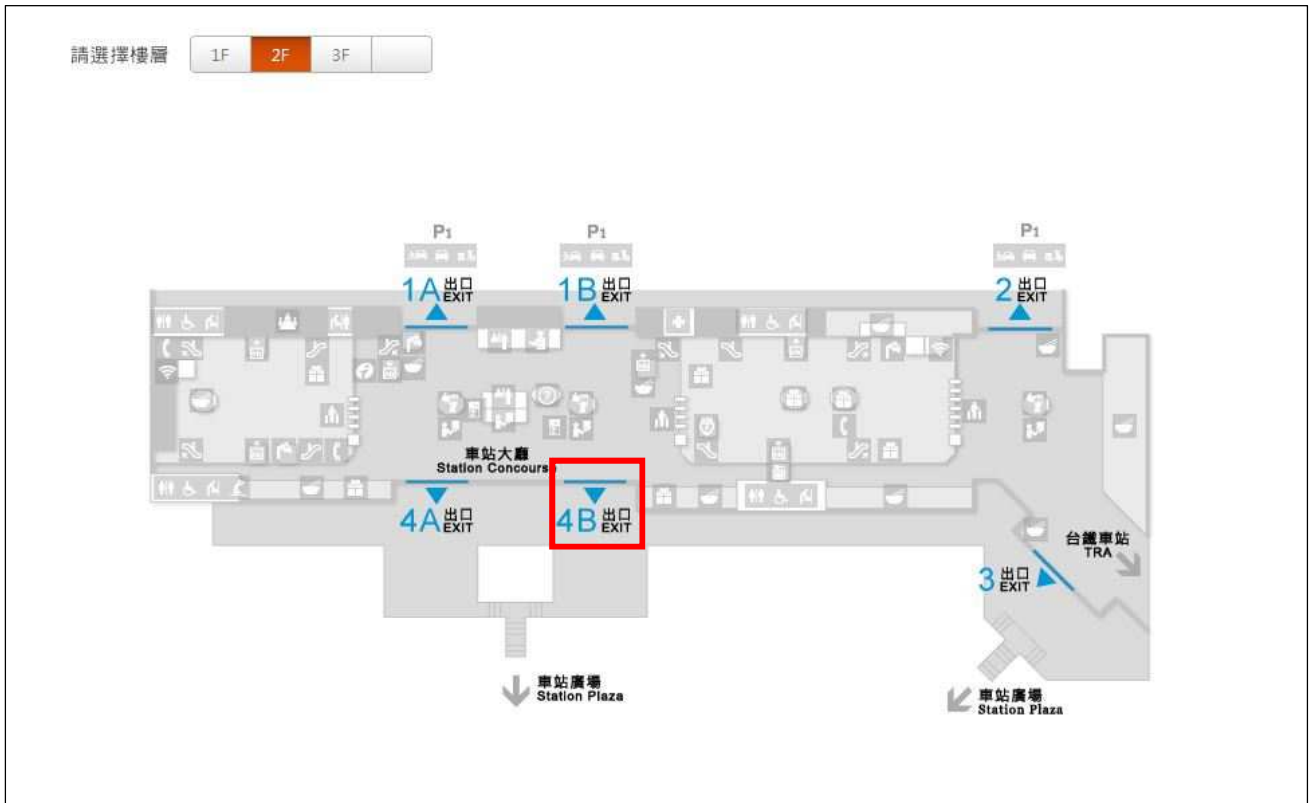 請選擇樓層 1F 2F 3F
P1 P1 P1
1A 出口 EXIT
1B 出口 EXIT
2 出口 EXIT
車站大廳
Station Concourse
4A 出口 EXIT
4B 出口 EXIT
台鐵車站
TRA
3 出口 EXIT
車站廣場
Station Plaza
車站廣場
Station Plaza